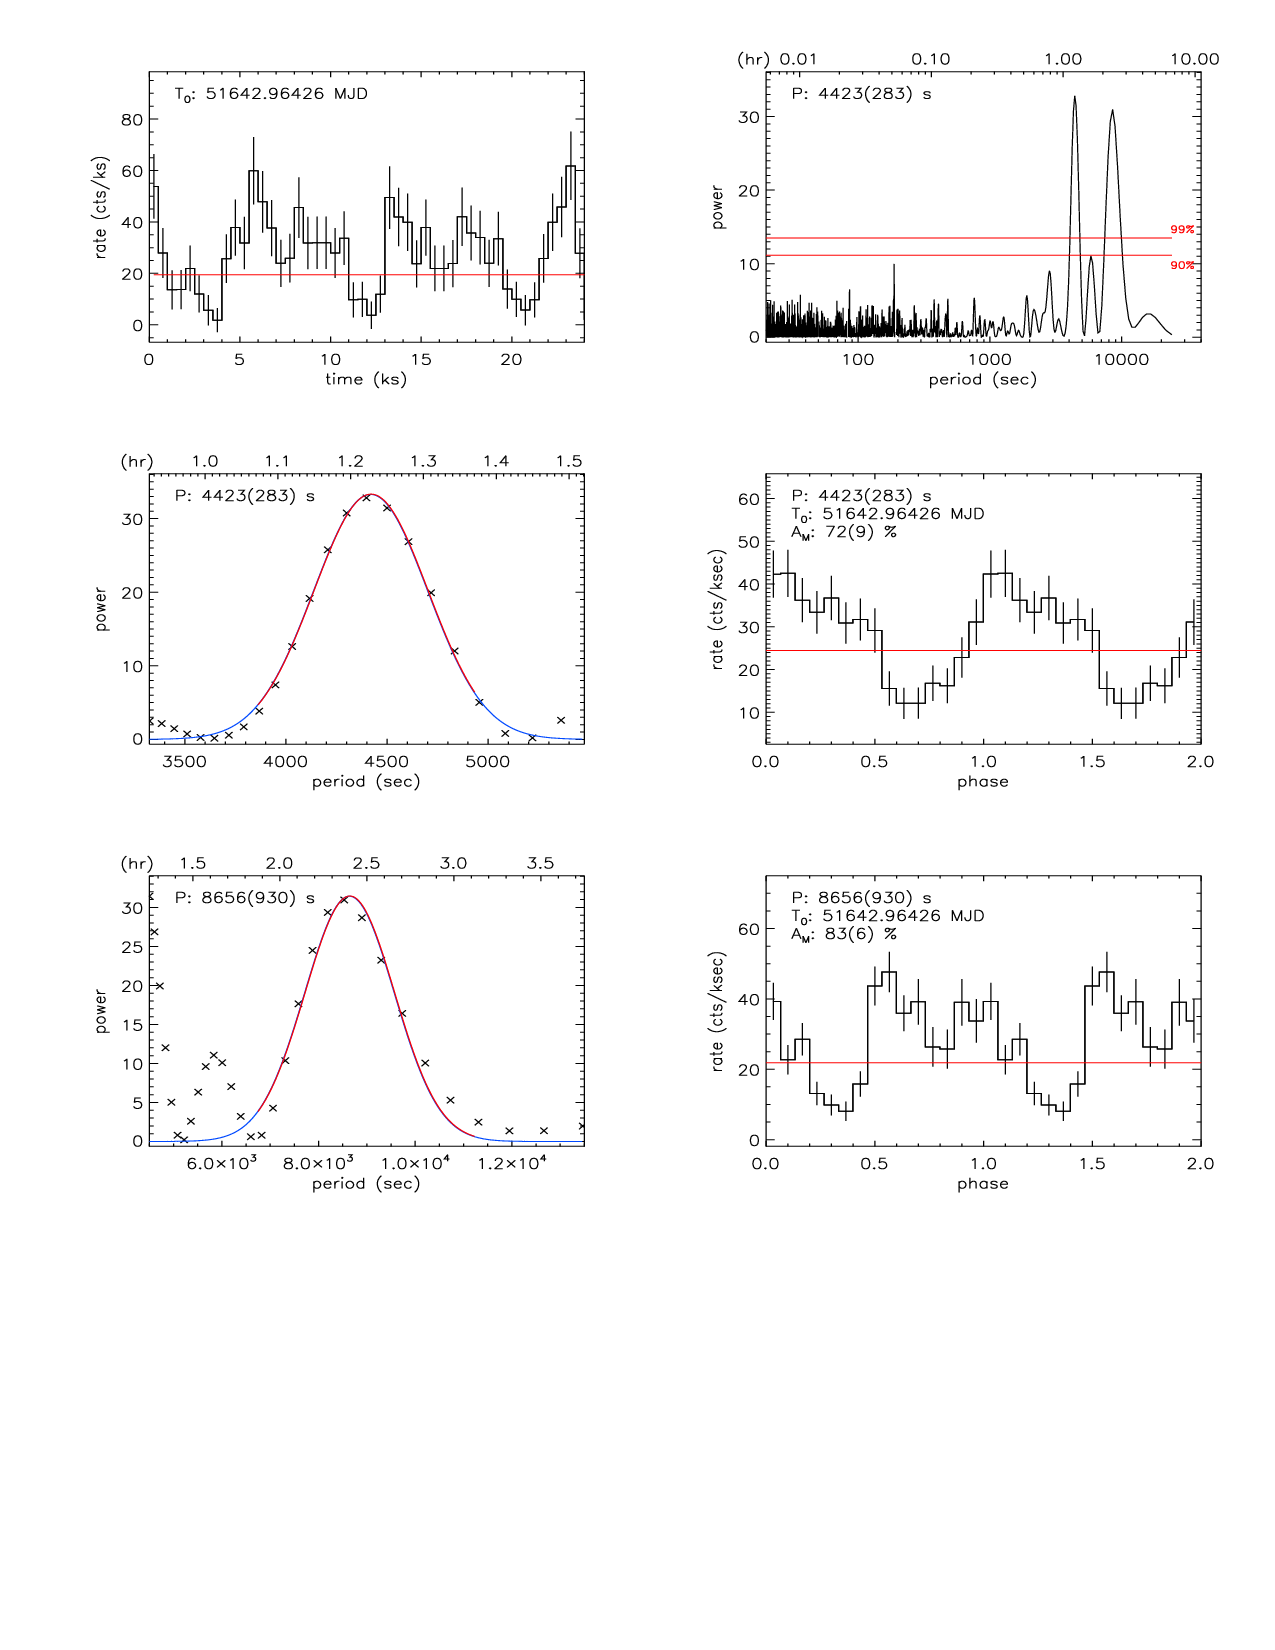 T0: 51642.96426 MJD
rate (cts/ks)
80
60
40
20
0
0 5 10 15 20
time (ks)
(hr) 0.01 0.10 1.00 10.00
P: 4423(283) s
power
30
20
10
0
99%
90%
100 1000 10000
period (sec)
(hr) 1.0 1.1 1.2 1.3 1.4 1.5
P: 4423(283) s
power
30
20
10
0
3500 4000 4500 5000
period (sec)
P: 4423(283) s
T0: 51642.96426 MJD
AM: 72(9) %
rate (cts/ksec)
60
50
40
30
20
10
0.0 0.5 1.0 1.5 2.0
phase
(hr) 1.5 2.0 2.5 3.0 3.5
P: 8656(930) s
power
30
25
20
15
10
5
0
6.0×10³ 8.0×10³ 1.0×10⁴ 1.2×10⁴
period (sec)
P: 8656(930) s
T0: 51642.96426 MJD
AM: 83(6) %
rate (cts/ksec)
60
40
20
0
0.0 0.5 1.0 1.5 2.0
phase